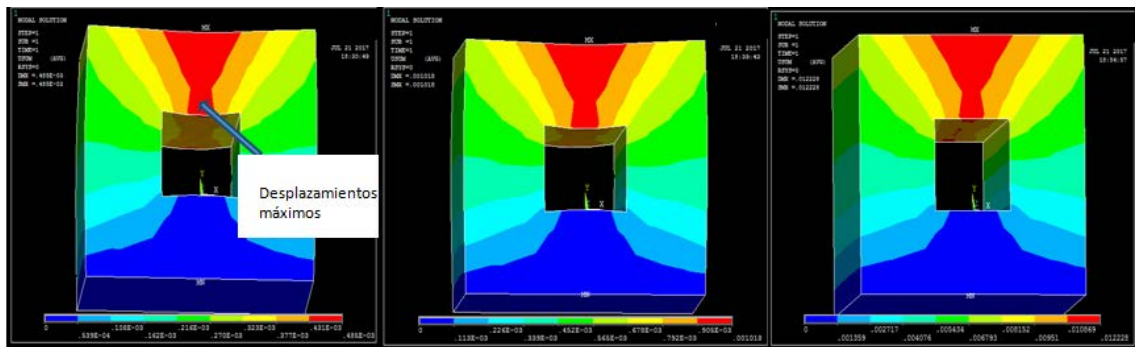 1
NODAL SOLUTION
STEP=1
SUB =1
TIME=1
USUM (AVG)
RSYS=0
DMX =.485E-03
SMX =.485E-03
JUL 21 2017
MX
Desplazamientos
máximos
Y
X
MN
0 .108E-03 .216E-03 .323E-03 .431E-03
.539E-04 .162E-03 .270E-03 .377E-03 .485E-03
1
NODAL SOLUTION
STEP=1
SUB =1
TIME=1
USUM (AVG)
RSYS=0
DMX =.001018
SMX =.001018
JUL 21 2017
MX
Y
X
MN
0 .226E-03 .452E-03 .679E-03 .905E-03
.113E-03 .339E-03 .565E-03 .792E-03 .001018
1
NODAL SOLUTION
STEP=1
SUB =1
TIME=1
USUM (AVG)
RSYS=0
DMX =.012228
SMX =.012228
JUL 21 2017
MX
Y
X
MN
0 .002717 .005434 .008152 .010869
.001359 .004076 .006793 .00951 .012228